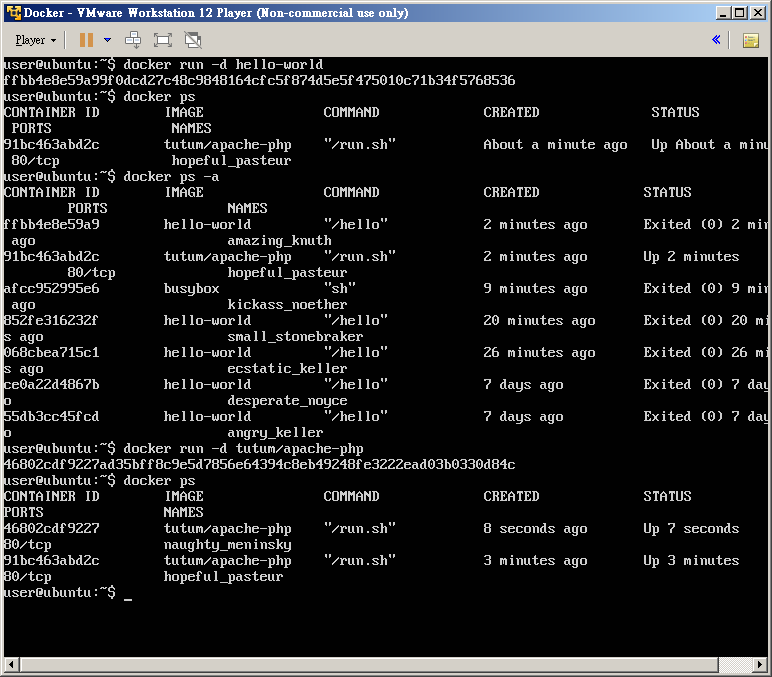 Docker - VMware Workstation 12 Player (Non-commercial use only)
Player
user@ubuntu:~$ docker run -d hello-world
ffbb4e8e59a99f0dcd27c48c9848164cfc5f874d5e5f475010c71b34f5768536
user@ubuntu:~$ docker ps
CONTAINER ID        IMAGE               COMMAND             CREATED              STATUS
 PORTS               NAMES
91bc463abd2c        tutum/apache-php    "/run.sh"           About a minute ago   Up About a minu
 80/tcp              hopeful_pasteur
user@ubuntu:~$ docker ps -a
CONTAINER ID        IMAGE               COMMAND             CREATED             STATUS
        PORTS               NAMES
ffbb4e8e59a9        hello-world         "/hello"            2 minutes ago       Exited (0) 2 min
 ago                        amazing_knuth
91bc463abd2c        tutum/apache-php    "/run.sh"           2 minutes ago       Up 2 minutes
        80/tcp              hopeful_pasteur
afcc952995e6        busybox             "sh"                9 minutes ago       Exited (0) 9 min
 ago                        kickass_noether
852fe316232f        hello-world         "/hello"            20 minutes ago      Exited (0) 20 mi
s ago                       small_stonebraker
068cbea715c1        hello-world         "/hello"            26 minutes ago      Exited (0) 26 mi
s ago                       ecstatic_keller
ce0a22d4867b        hello-world         "/hello"            7 days ago          Exited (0) 7 day
o                           desperate_noyce
55db3cc45fcd        hello-world         "/hello"            7 days ago          Exited (0) 7 day
o                           angry_keller
user@ubuntu:~$ docker run -d tutum/apache-php
46802cdf9227ad35bff8c9e5d7856e64394c8eb49248fe3222ead03b0330d84c
user@ubuntu:~$ docker ps
CONTAINER ID        IMAGE               COMMAND             CREATED             STATUS
PORTS               NAMES
46802cdf9227        tutum/apache-php    "/run.sh"           8 seconds ago       Up 7 seconds
80/tcp              naughty_meninsky
91bc463abd2c        tutum/apache-php    "/run.sh"           3 minutes ago       Up 3 minutes
80/tcp              hopeful_pasteur
user@ubuntu:~$ _